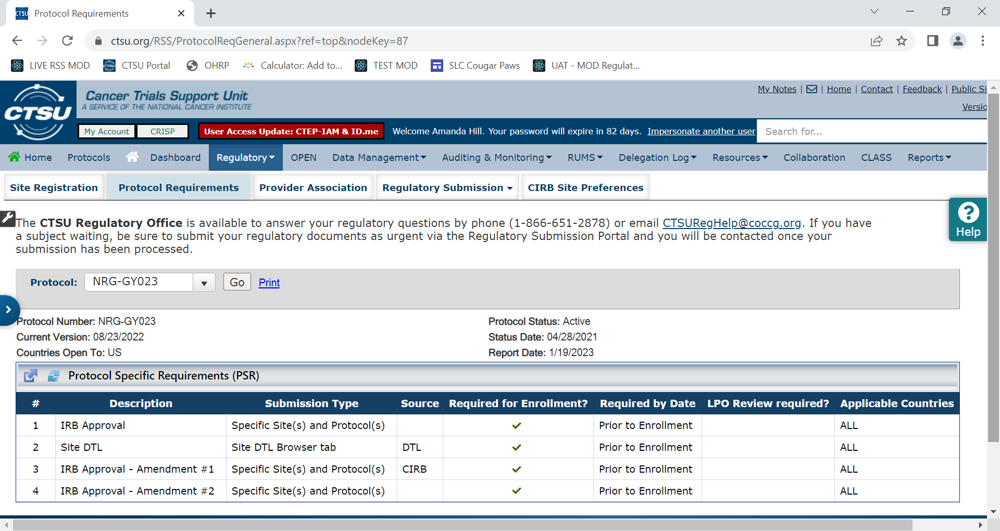 Protocol Requirements
ctsu.org/RSS/ProtocolReqGeneral.aspx?ref=top&nodeKey=87
LIVE RSS MOD
CTSU Portal
OHRP
Calculator: Add to...
TEST MOD
SLC Cougar Paws
UAT - MOD Regulat...
CTSU
Cancer Trials Support Unit
A SERVICE OF THE NATIONAL CANCER INSTITUTE
My Notes | | Home | Contact | Feedback | Public Si
Versio
My Account
CRISP
User Access Update: CTEP-IAM & ID.me
Welcome Amanda Hill. Your password will expire in 82 days. Impersonate another user
Search for...
Home Protocols Dashboard Regulatory OPEN Data Management Auditing & Monitoring RUMS Delegation Log Resources Collaboration CLASS Reports
Site Registration Protocol Requirements Provider Association Regulatory Submission CIRB Site Preferences
Help
The CTSU Regulatory Office is available to answer your regulatory questions by phone (1-866-651-2878) or email CTSURegHelp@coccg.org. If you have
a subject waiting, be sure to submit your regulatory documents as urgent via the Regulatory Submission Portal and you will be contacted once your
submission has been processed.
Protocol: NRG-GY023 Go Print
Protocol Number: NRG-GY023
Protocol Status: Active
Current Version: 08/23/2022
Status Date: 04/28/2021
Countries Open To: US
Report Date: 1/19/2023
Protocol Specific Requirements (PSR)
# Description Submission Type Source Required for Enrollment? Required by Date LPO Review required? Applicable Countries
1 IRB Approval Specific Site(s) and Protocol(s) ✔ Prior to Enrollment ALL
2 Site DTL Site DTL Browser tab DTL ✔ Prior to Enrollment ALL
3 IRB Approval - Amendment #1 Specific Site(s) and Protocol(s) CIRB ✔ Prior to Enrollment ALL
4 IRB Approval - Amendment #2 Specific Site(s) and Protocol(s) ✔ Prior to Enrollment ALL